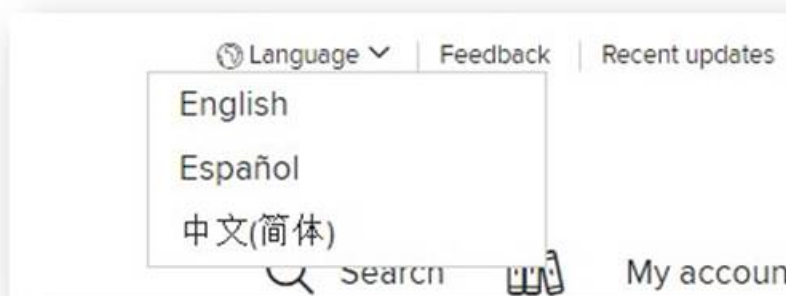 Language Feedback Recent updates
English
Español
中文(简体)
Search My accoun